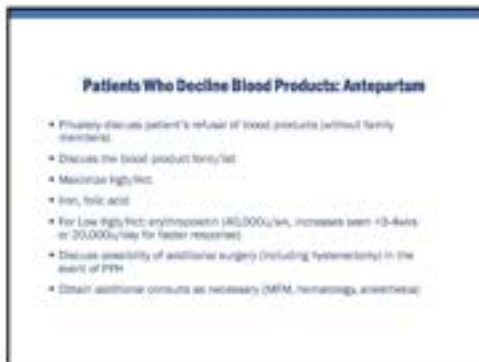 Patients Who Decline Blood Products: Antepartum
• Privately discuss patient's refusal of blood products (without family
members)
• Discuss the blood product form/list
• Maximize Hgb/Hct
• Iron, folic acid
• For Low Hgb/Hct: erythropoietin (40,000u/wk, increases seen
or 20,000u/day for faster response)
• Discuss possibility of additional surgery (including hysterectomy) in the
event of PPH
• Obtain additional consults as necessary (MFM, hematology, anesthesia)